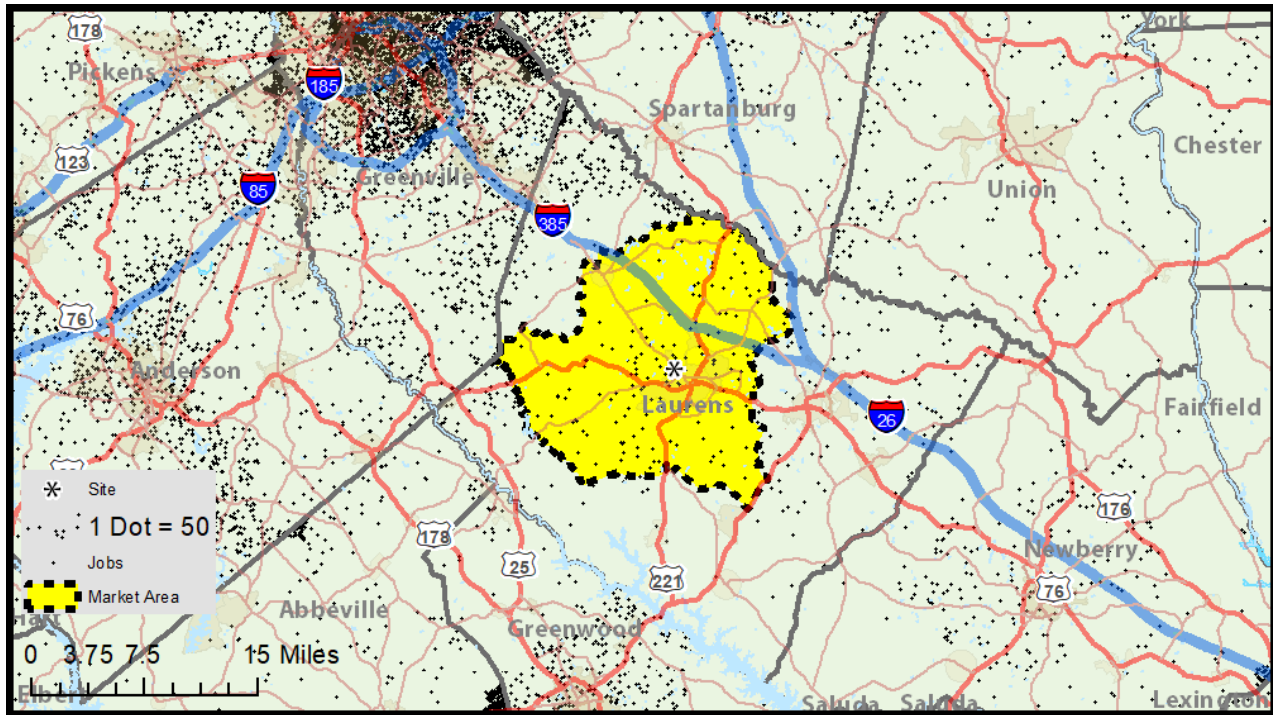 York
178
Pickens
185
Spartanburg
Chester
123
Greenville
Union
85
385
76
Anderson
Laurens
Fairfield
26
Site
1 Dot = 50
Jobs
Market Area
178
176
25
221
Newberry
76
Abbeville
Greenwood
Hart
0 3.75 7.5 15 Miles
Elbert
Saluda
Saluda
Lexington